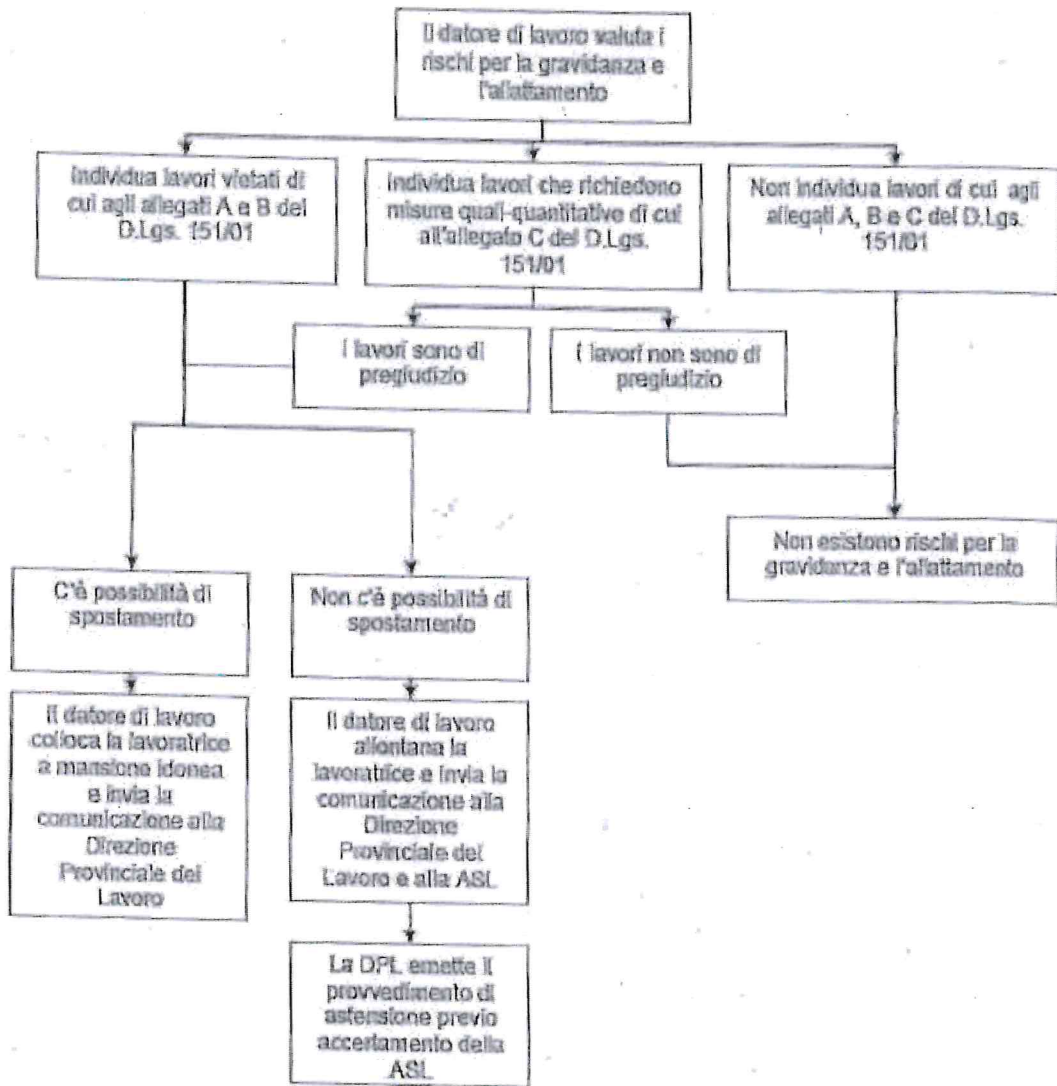 Il datore di lavoro valuta i
rischi per la gravidanza e
l'allattamento
Individua lavori vietati di
cui agli allegati A e B del
D.Lgs. 151/01
Individua lavori che richiedono
misure quali-quantitative di cui
all'allegato C del D.Lgs.
151/01
Non individua lavori di cui agli
allegati A, B e C del D.Lgs.
151/01
I lavori sono di
pregiudizio
I lavori non sono di
pregiudizio
Non esistono rischi per la
gravidanza e l'allattamento
C'è possibilità di
spostamento
Non c'è possibilità di
spostamento
Il datore di lavoro
colloca la lavoratrice
a mansione idonea
e invia la
comunicazione alla
Direzione
Provinciale del
Lavoro
Il datore di lavoro
allontana la
lavoratrice e invia la
comunicazione alla
Direzione
Provinciale del
Lavoro e alla ASL
La DPL emette il
provvedimento di
astensione previo
accertamento della
ASL